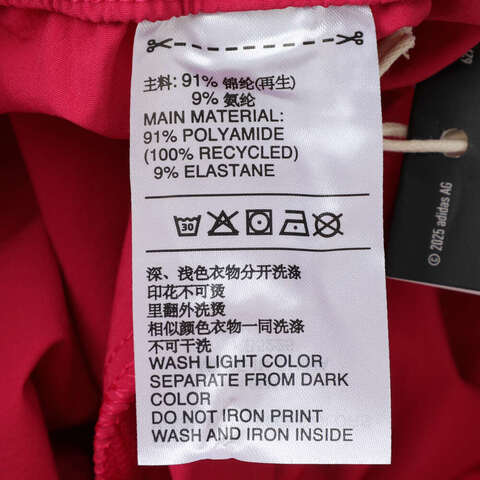 主料: 91% 锦纶(再生)
9% 氨纶
MAIN MATERIAL:
91% POLYAMIDE
(100% RECYCLED)
9% ELASTANE
30
深、浅色衣物分开洗涤
印花不可烫
里翻外洗烫
相似颜色衣物一同洗涤
不可干洗
WASH LIGHT COLOR
SEPARATE FROM DARK
COLOR
DO NOT IRON PRINT
WASH AND IRON INSIDE
© 2025 adidas AG